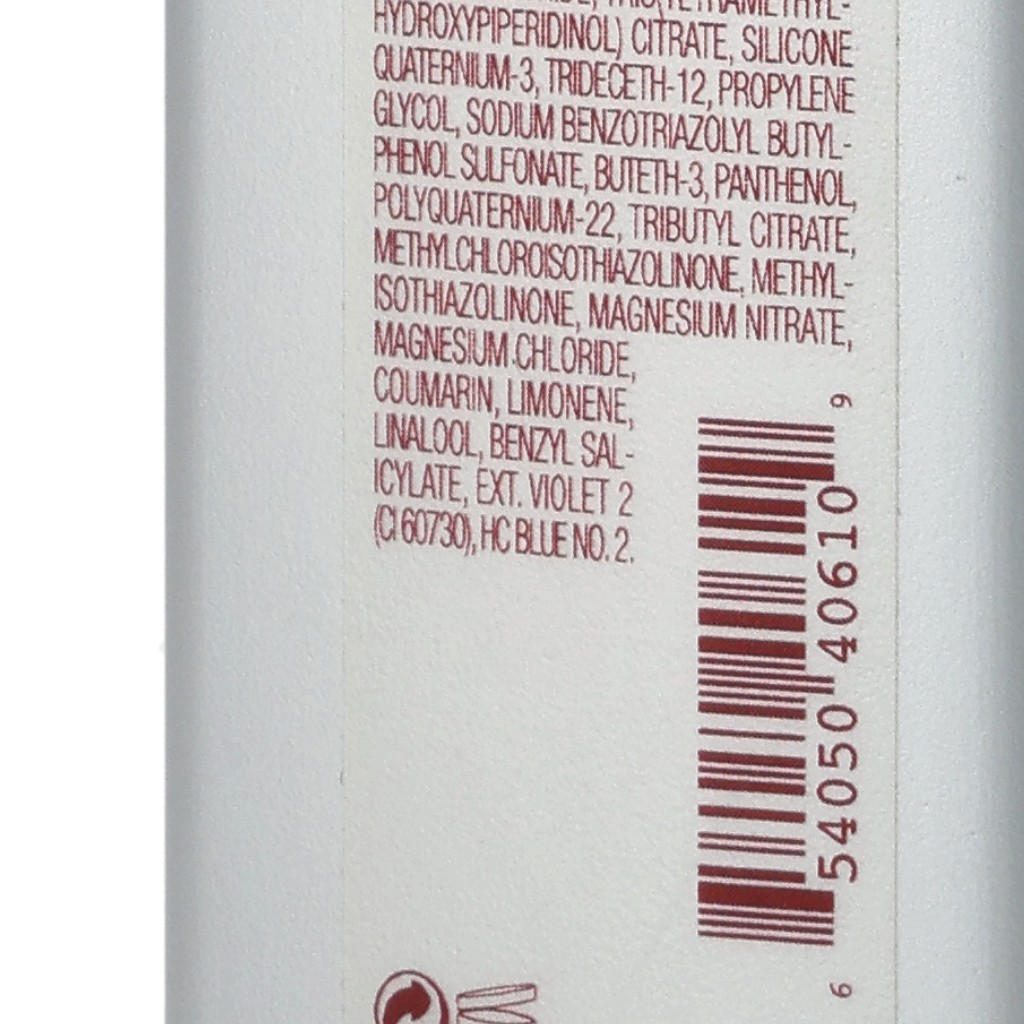 TRIS(TETRAMETHYL-
HYDROXYPIPERIDINOL) CITRATE, SILICONE
QUATERNIUM-3, TRIDECETH-12, PROPYLENE
GLYCOL, SODIUM BENZOTRIAZOLYL BUTYL-
PHENOL SULFONATE, BUTETH-3, PANTHENOL,
POLYQUATERNIUM-22, TRIBUTYL CITRATE,
METHYLCHLOROISOTHIAZOLINONE, METHYL-
ISOTHIAZOLINONE, MAGNESIUM NITRATE,
MAGNESIUM CHLORIDE,
COUMARIN, LIMONENE,
LINALOOL, BENZYL SAL-
ICYLATE, EXT. VIOLET 2
(CI 60730), HC BLUE NO. 2.
6 54050 40610 9